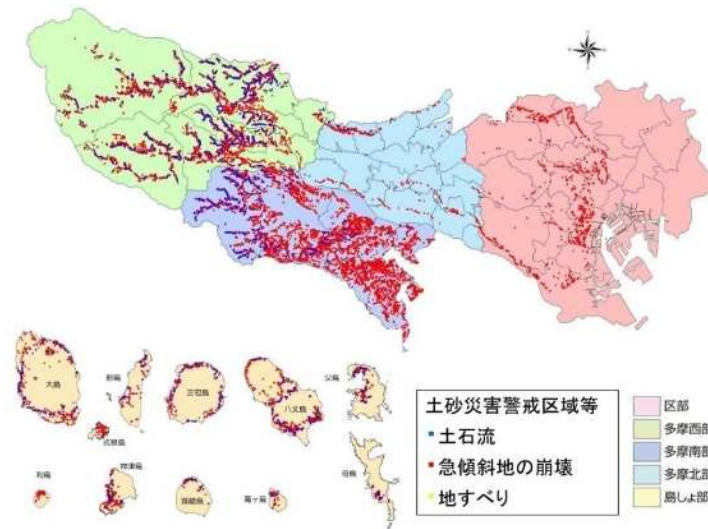 大島
新島
三宅島
八丈島
父島
式根島
利島
神津島
御蔵島
青ヶ島
母島
土砂災害警戒区域等
土石流
急傾斜地の崩壊
地すべり
区部
多摩西部
多摩南部
多摩北部
島しょ部